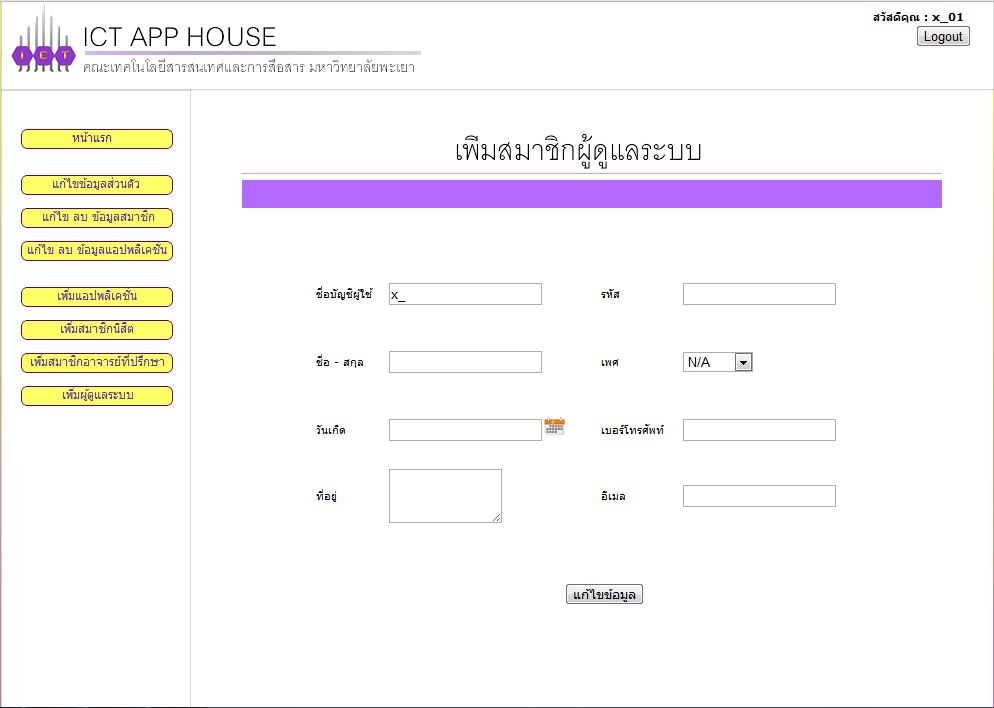 สวัสดีคุณ : x_01
Logout
ICT APP HOUSE
ICT
คณะเทคโนโลยีสารสนเทศและการสื่อสาร มหาวิทยาลัยพะเยา
หน้าแรก
แก้ไขข้อมูลส่วนตัว
แก้ไข ลบ ข้อมูลสมาชิก
แก้ไข ลบ ข้อมูลแอปพลิเคชัน
เพิ่มแอปพลิเคชัน
เพิ่มสมาชิกนิสิต
เพิ่มสมาชิกอาจารย์ที่ปรึกษา
เพิ่มผู้ดูแลระบบ
เพิ่มสมาชิกผู้ดูแลระบบ
ชื่อบัญชีผู้ใช้ x_ รหัส
ชื่อ - สกุล เพศ N/A
วันเกิด เบอร์โทรศัพท์
ที่อยู่ อีเมล
แก้ไขข้อมูล